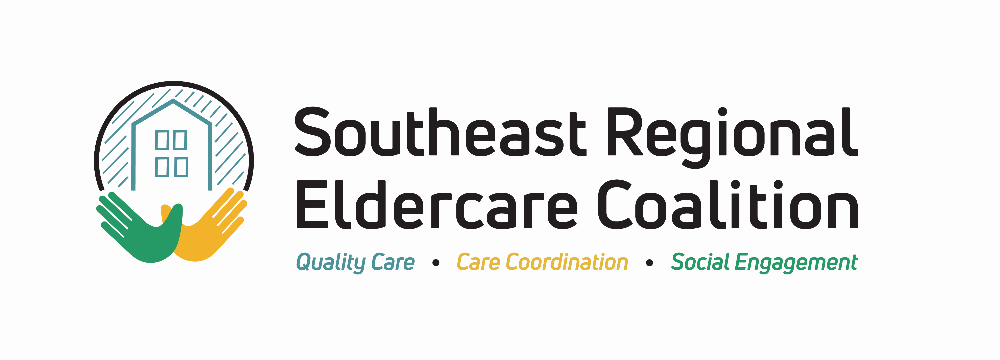 Southeast Regional
Eldercare Coalition
Quality Care • Care Coordination • Social Engagement